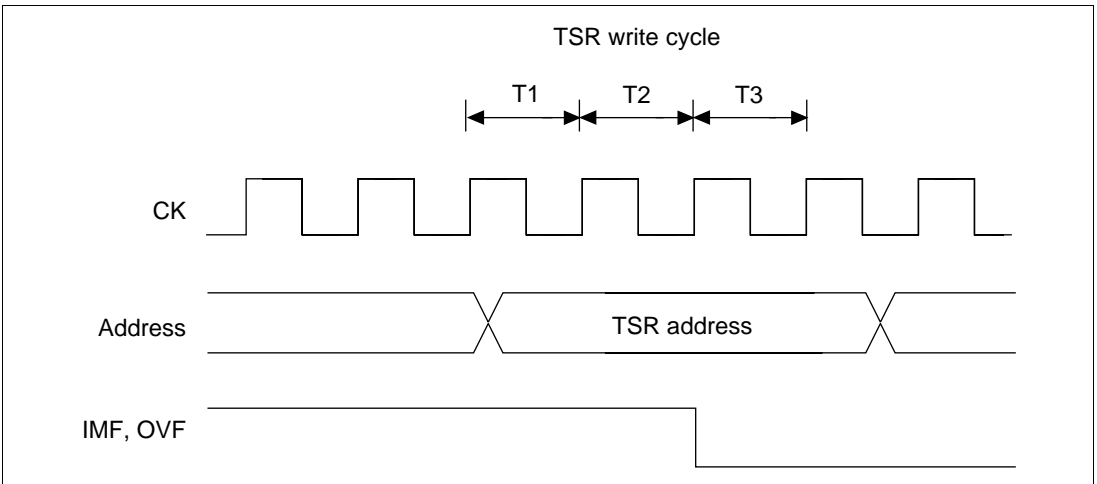 TSR write cycle
T1 T2 T3
CK
Address TSR address
IMF, OVF